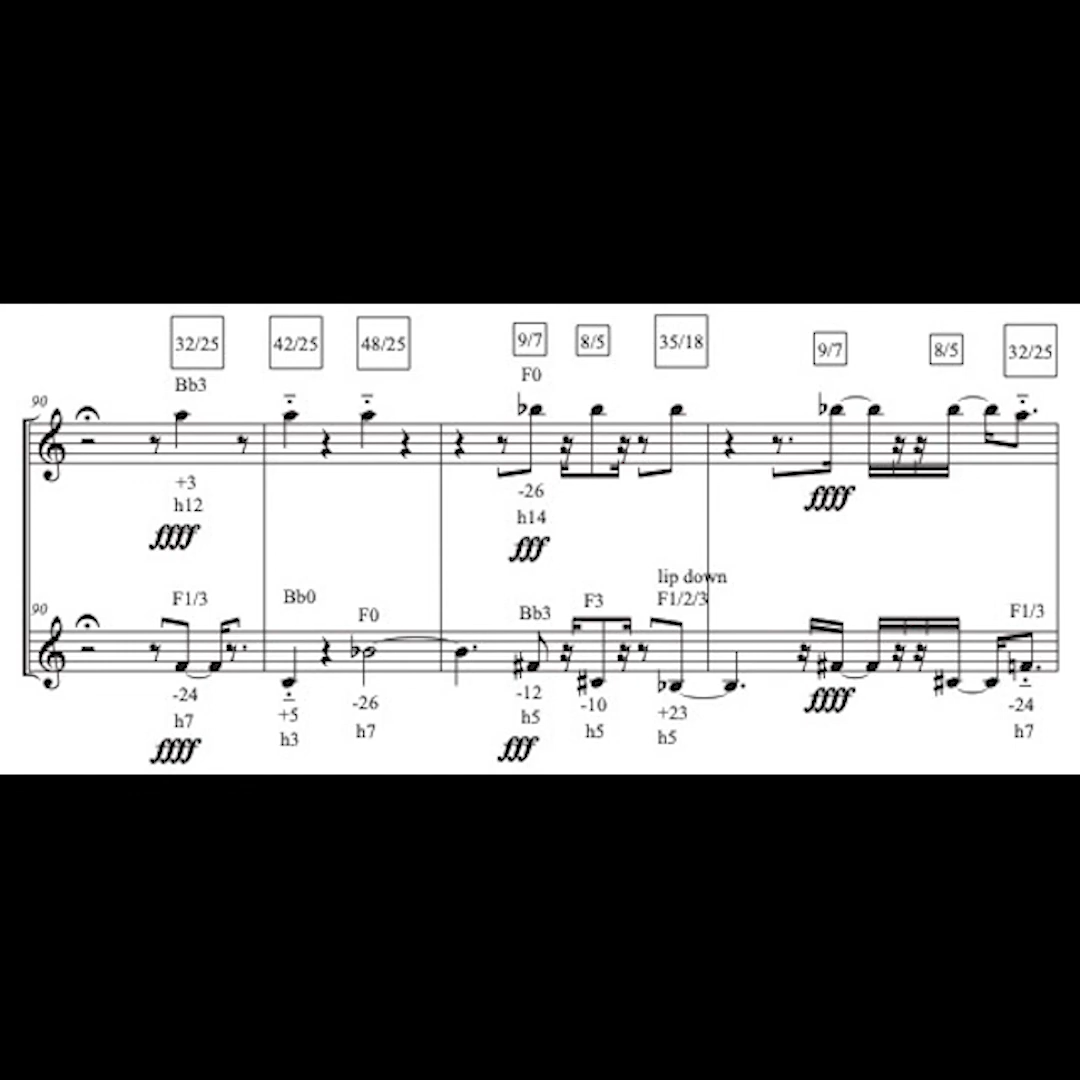 32/25 42/25 48/25 9/7 8/5 35/18 9/7 8/5 32/25
Bb3 F0
90
+3 -26
h12 h14
ffff fff ffff
lip down
F1/3 Bb0 F0 Bb3 F3 F1/2/3 F1/3
90
-24 +5 -26 -12 -10 +23 -24
h7 h3 h7 h5 h5 h5 h7
ffff fff ffff